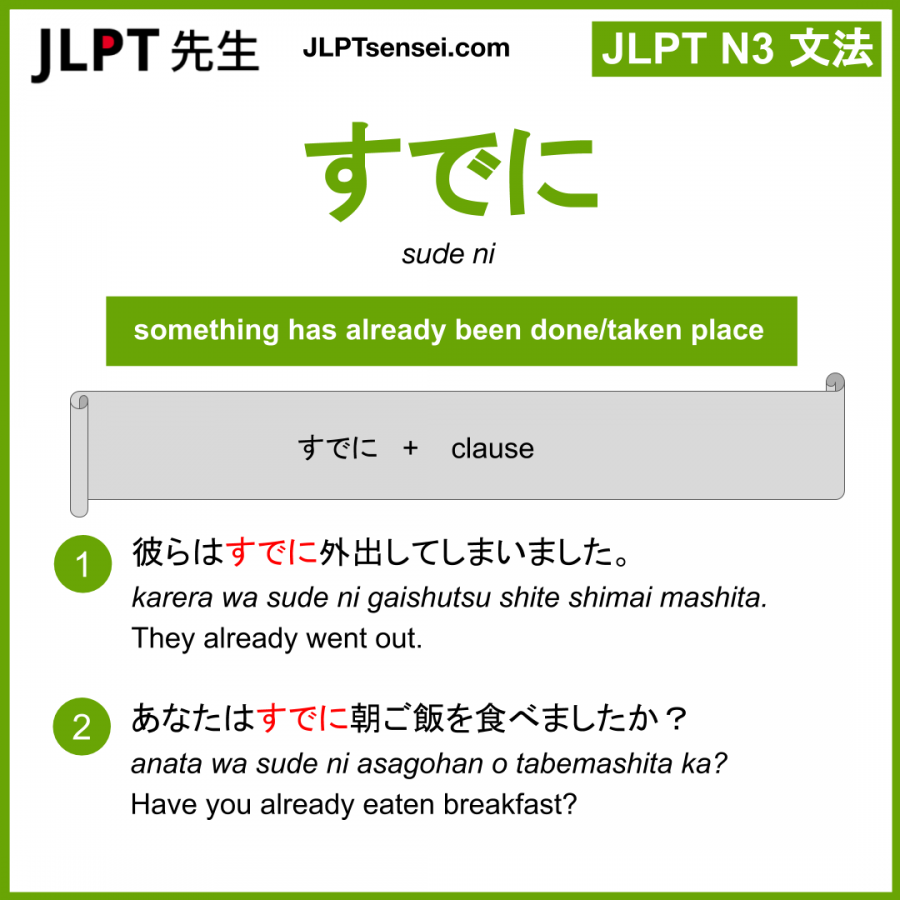 JLPT 先生
JLPTsensei.com
JLPT N3 文法
すでに
sude ni
something has already been done/taken place
すでに + clause
1
彼らはすでに外出してしまいました。
karera wa sude ni gaishutsu shite shimai mashita.
They already went out.
2
あなたはすでに朝ご飯を食べましたか？
anata wa sude ni asagohan o tabemashita ka?
Have you already eaten breakfast?